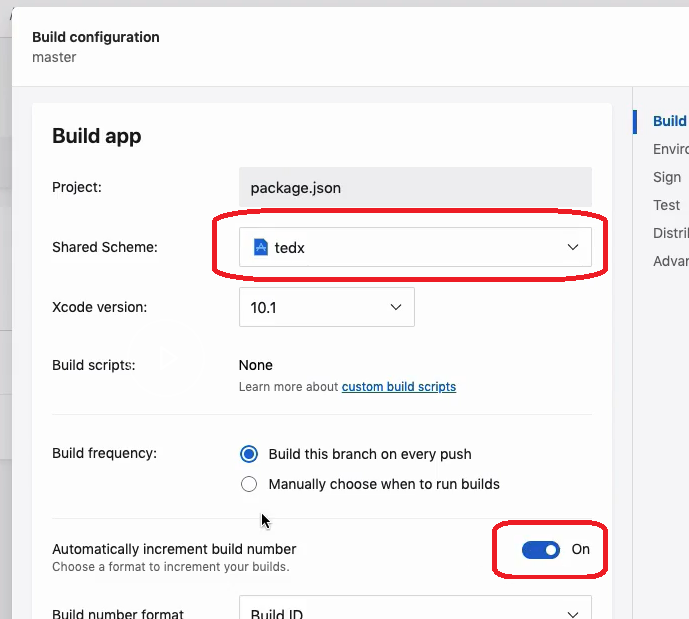 Build configuration
master
Build app
Project: package.json
Shared Scheme: tedx
Xcode version: 10.1
Build scripts: None
Learn more about custom build scripts
Build frequency: Build this branch on every push
Manually choose when to run builds
Automatically increment build number On
Choose a format to increment your builds.
Build number format Build ID
Build
Enviro
Sign
Test
Distri
Advar